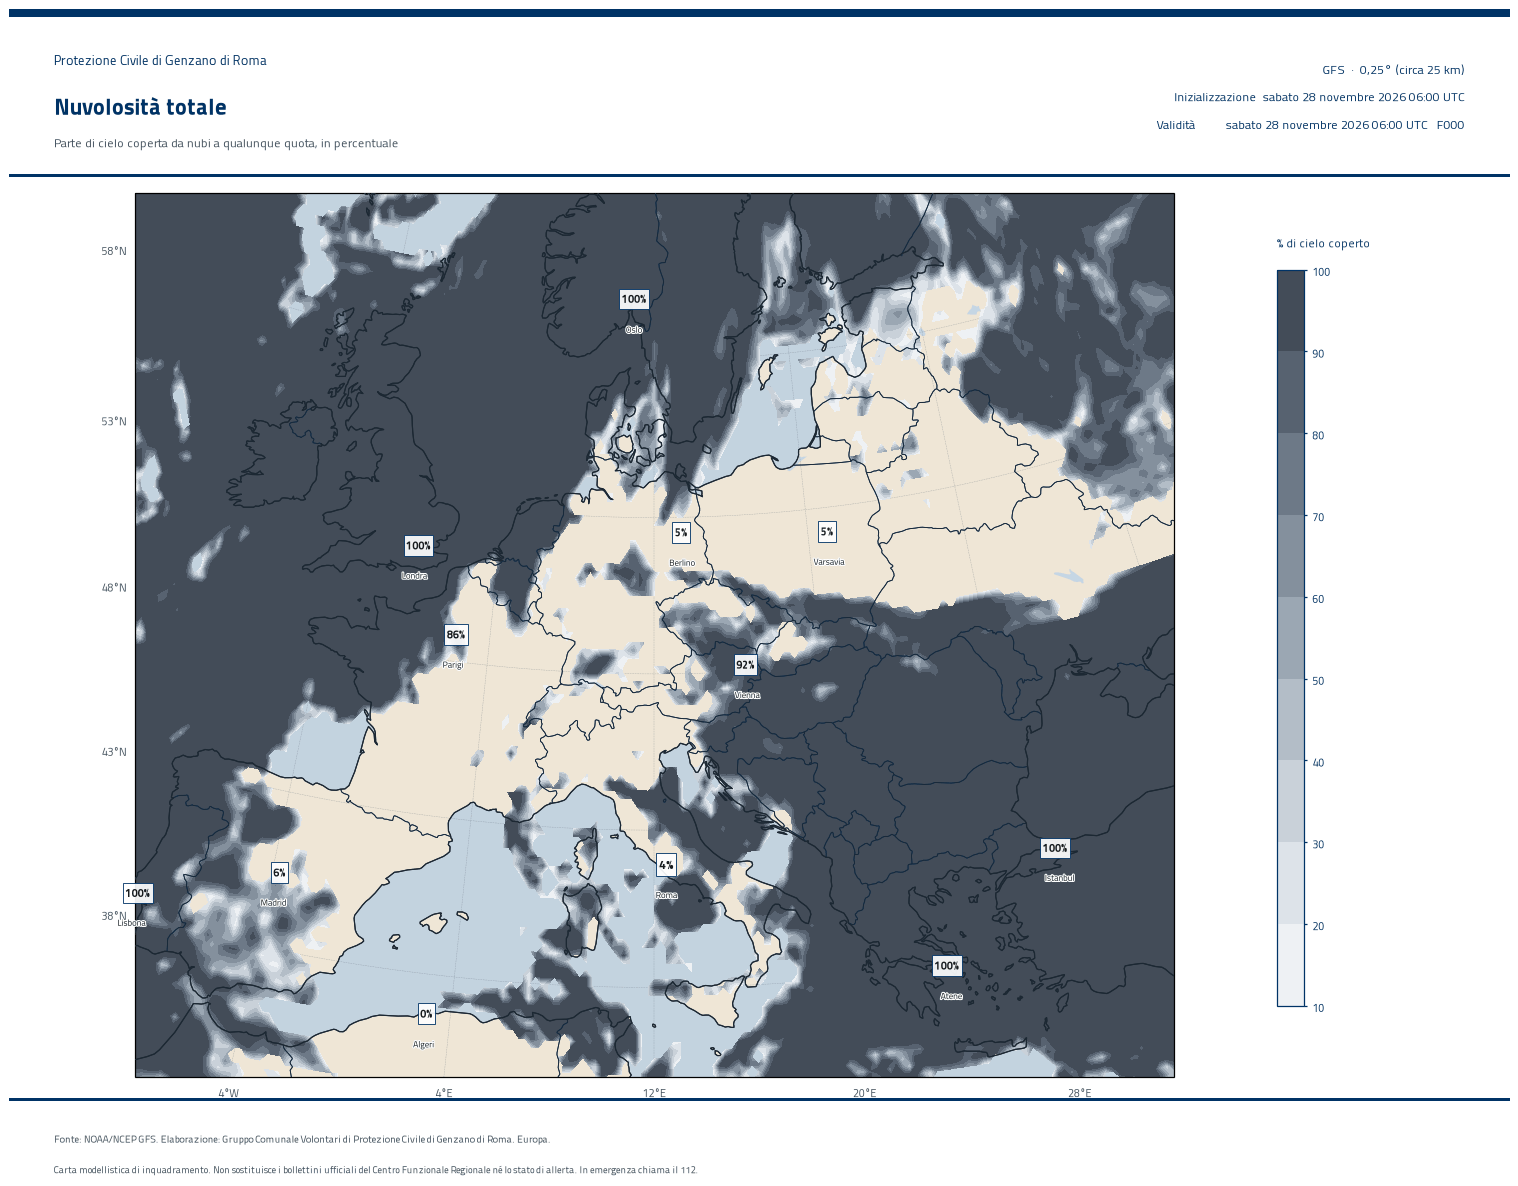 Protezione Civile di Genzano di Roma
Nuvolosità totale
Parte di cielo coperta da nubi a qualunque quota, in percentuale
GFS · 0,25° (circa 25 km)
Inizializzazione sabato 28 novembre 2026 06:00 UTC
Validità sabato 28 novembre 2026 06:00 UTC F000
% di cielo coperto
100
90
80
70
60
50
40
30
20
10
58°N
53°N
48°N
43°N
38°N
4°W
4°E
12°E
20°E
28°E
100%
Oslo
100%
Londra
5%
Berlino
5%
Varsavia
86%
Parigi
92%
Vienna
100%
Istanbul
4%
Roma
6%
Madrid
100%
Lisbona
100%
Atene
0%
Algeri
Fonte: NOAA/NCEP GFS. Elaborazione: Gruppo Comunale Volontari di Protezione Civile di Genzano di Roma. Europa.
Carta modellistica di inquadramento. Non sostituisce i bollettini ufficiali del Centro Funzionale Regionale né lo stato di allerta. In emergenza chiama il 112.